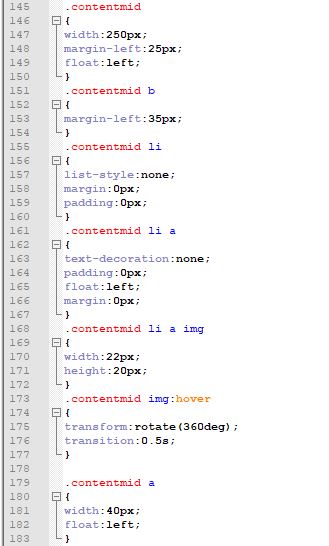 145 .contentmid
146 {
147 width:250px;
148 margin-left:25px;
149 float:left;
150 }
151 .contentmid b
152 {
153 margin-left:35px;
154 }
155 .contentmid li
156 {
157 list-style:none;
158 margin:0px;
159 padding:0px;
160 }
161 .contentmid li a
162 {
163 text-decoration:none;
164 padding:0px;
165 float:left;
166 margin:0px;
167 }
168 .contentmid li a img
169 {
170 width:22px;
171 height:20px;
172 }
173 .contentmid img:hover
174 {
175 transform:rotate(360deg);
176 transition:0.5s;
177 }
178
179 .contentmid a
180 {
181 width:40px;
182 float:left;
183 }